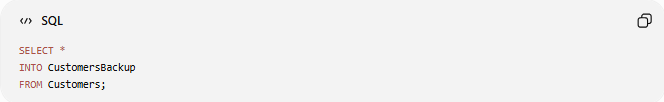 SQL
SELECT *
INTO CustomersBackup
FROM Customers;